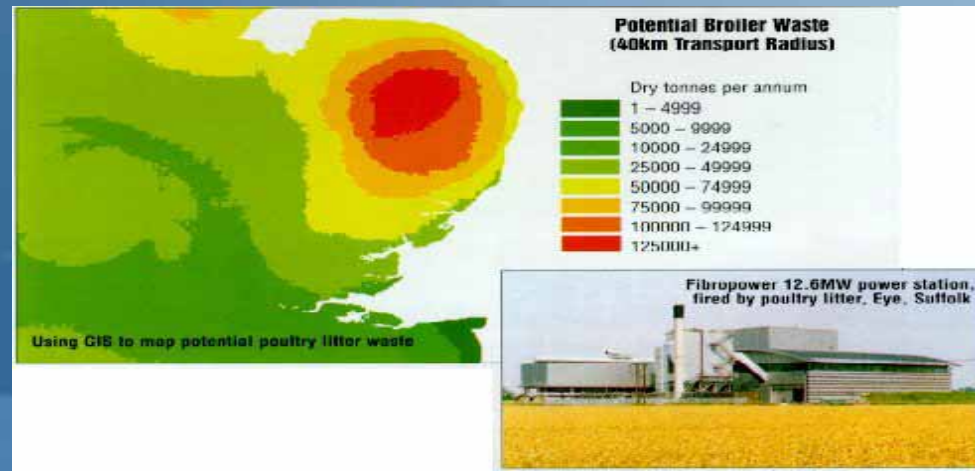 Potential Broiler Waste
(40km Transport Radius)
Dry tonnes per annum
1 – 4999
5000 – 9999
10000 – 24999
25000 – 49999
50000 – 74999
75000 – 99999
100000 – 124999
125000+
Using GIS to map potential poultry litter waste
Fibropower 12.6MW power station,
fired by poultry litter, Eye, Suffolk